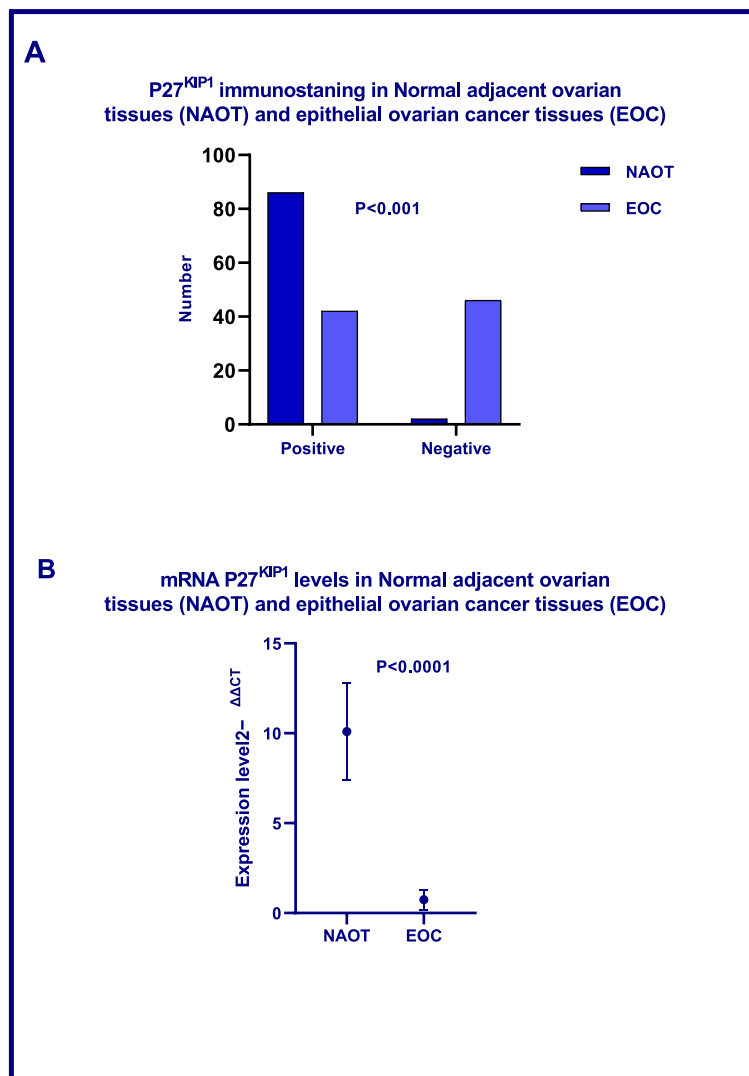 A
P27KIP1 immunostaning in Normal adjacent ovarian
tissues (NAOT) and epithelial ovarian cancer tissues (EOC)
100
80
60
40
20
0
Number
P<0.001
NAOT
EOC
Positive
Negative
B
mRNA P27KIP1 levels in Normal adjacent ovarian
tissues (NAOT) and epithelial ovarian cancer tissues (EOC)
15
10
5
0
Expression level2− ΔΔCT
P<0.0001
NAOT
EOC